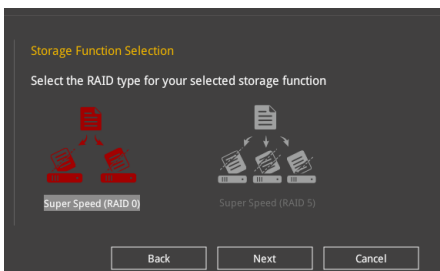 Storage Function Selection
Select the RAID type for your selected storage function
Super Speed (RAID 0)
Super Speed (RAID 5)
Back
Next
Cancel